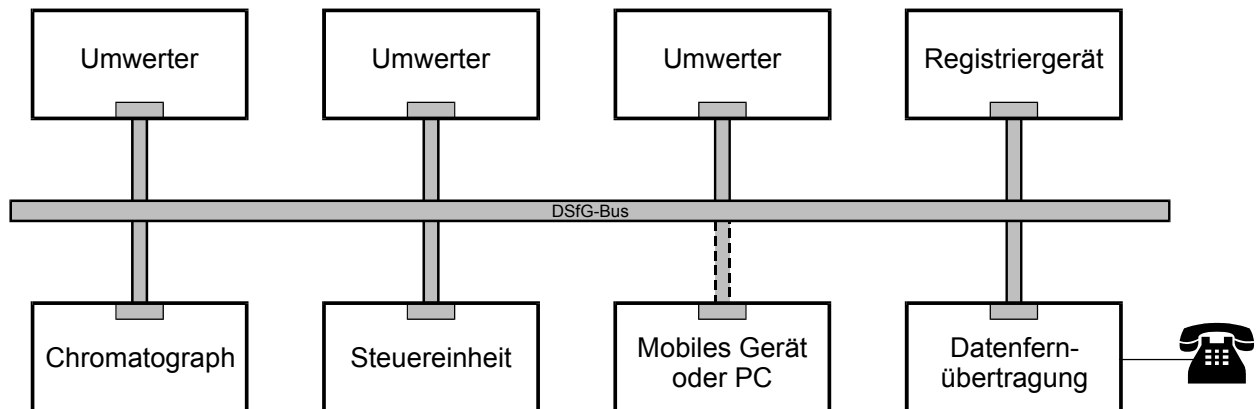 Umwerter
Umwerter
Umwerter
Registriergerät
DSfG-Bus
Chromatograph
Steuereinheit
Mobiles Gerät
oder PC
Datenfern-
übertragung